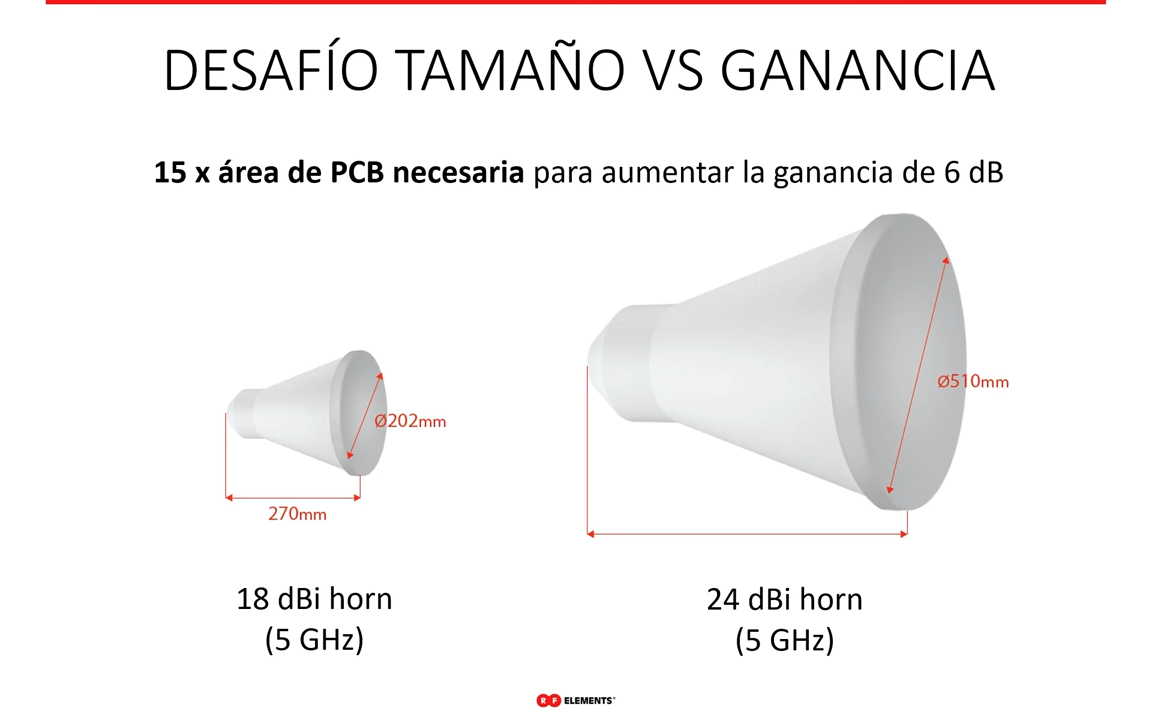 DESAFÍO TAMAÑO VS GANANCIA
15 x área de PCB necesaria para aumentar la ganancia de 6 dB
Ø510mm
Ø202mm
270mm
18 dBi horn
(5 GHz)
24 dBi horn
(5 GHz)
RF ELEMENTS®